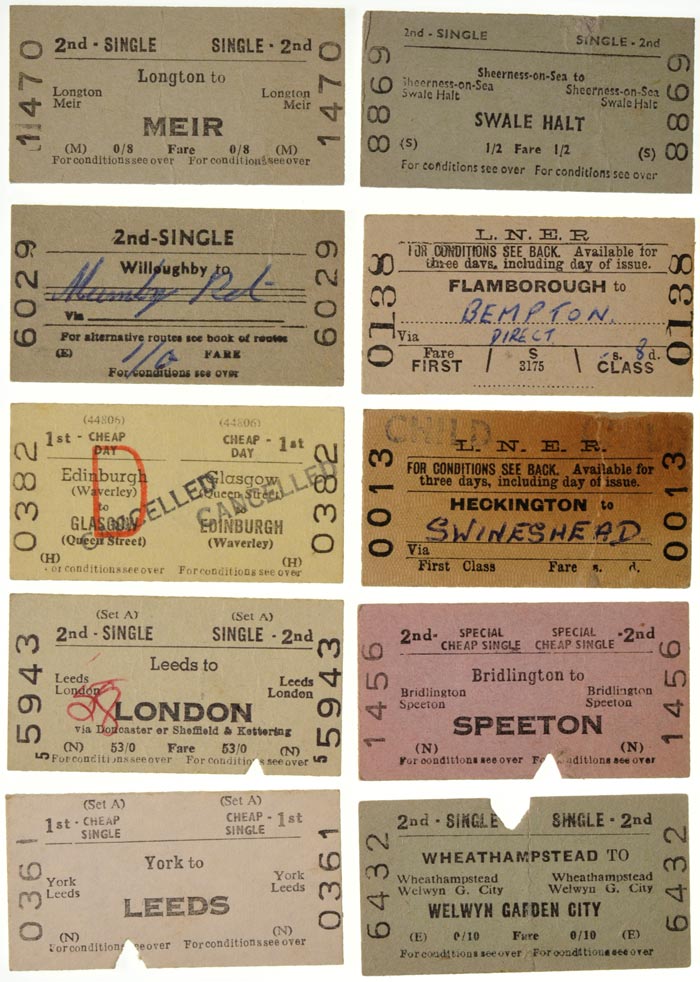 2nd - SINGLE SINGLE - 2nd
1470 1470
Longton to
Longton Longton
Meir Meir
MEIR
(M) 0/8 Fare 0/8 (M)
For conditions see over For conditions see over
2nd - SINGLE SINGLE - 2nd
8869 8869
Sheerness-on-Sea to
Sheerness-on-Sea Sheerness-on-Sea
Swale Halt Swale Halt
SWALE HALT
(S) 1/2 Fare 1/2 (S)
For conditions see over For conditions see over
2nd-SINGLE
6029 6029
Willoughby to
Mumby Rd
Via
For alternative routes see book of routes
(E) FARE
For conditions see over
L. N. E. R
FOR CONDITIONS SEE BACK. Available for
three days, including day of issue.
0138 0138
FLAMBOROUGH to
BEMPTON.
Via DIRECT
Fare S s. 8 d.
FIRST 3175 CLASS
(44806) (44806)
1st - CHEAP CHEAP - 1st
DAY DAY
0382 0382
D
Edinburgh Glasgow
(Waverley) (Queen Street)
to to
GLASGOW EDINBURGH
(Queen Street) (Waverley)
CANCELLED CANCELLED
(H) (H)
For conditions see over For conditions see over
CHILD
L. N. E. R.
FOR CONDITIONS SEE BACK. Available for
three days, including day of issue.
0013 0013
HECKINGTON to
SWINESHEAD
Via
First Class Fare s. d.
(Set A) (Set A)
2nd - SINGLE SINGLE - 2nd
5943 5943
Leeds to
Leeds Leeds
London London
LONDON
via Doncaster or Sheffield & Kettering
(N) 53/0 Fare 53/0 (N)
5 5
For conditions see over see over
2nd- SPECIAL SPECIAL -2nd
CHEAP SINGLE CHEAP SINGLE
1456 1456
Bridlington to
Bridlington Bridlington
Speeton Speeton
SPEETON
(N) (N)
For conditions see over conditions see over
(Set A) (Set A)
1st - CHEAP CHEAP - 1st
SINGLE SINGLE
0361 0361
York to
York York
Leeds Leeds
LEEDS
(N) (N)
For conditions see over For conditions see over
2nd - SINGLE SINGLE - 2nd
6432 6432
WHEATHAMPSTEAD TO
Wheathampstead Wheathampstead
Welwyn G. City Welwyn G. City
WELWYN GARDEN CITY
(E) 0/10 Fare 0/10 (E)
For conditions see over For conditions see over